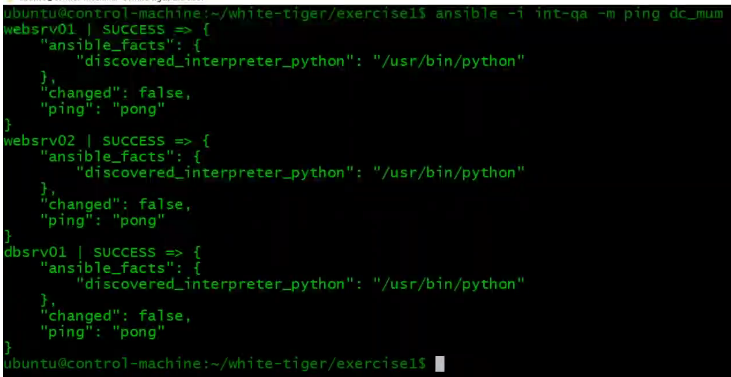 ubuntu@control-machine:~/white-tiger/exercise1$ ansible -i int-qa -m ping dc_mum
websrv01 | SUCCESS => {
    "ansible_facts": {
        "discovered_interpreter_python": "/usr/bin/python"
    },
    "changed": false,
    "ping": "pong"
}
websrv02 | SUCCESS => {
    "ansible_facts": {
        "discovered_interpreter_python": "/usr/bin/python"
    },
    "changed": false,
    "ping": "pong"
}
dbsrv01 | SUCCESS => {
    "ansible_facts": {
        "discovered_interpreter_python": "/usr/bin/python"
    },
    "changed": false,
    "ping": "pong"
}
ubuntu@control-machine:~/white-tiger/exercise1$